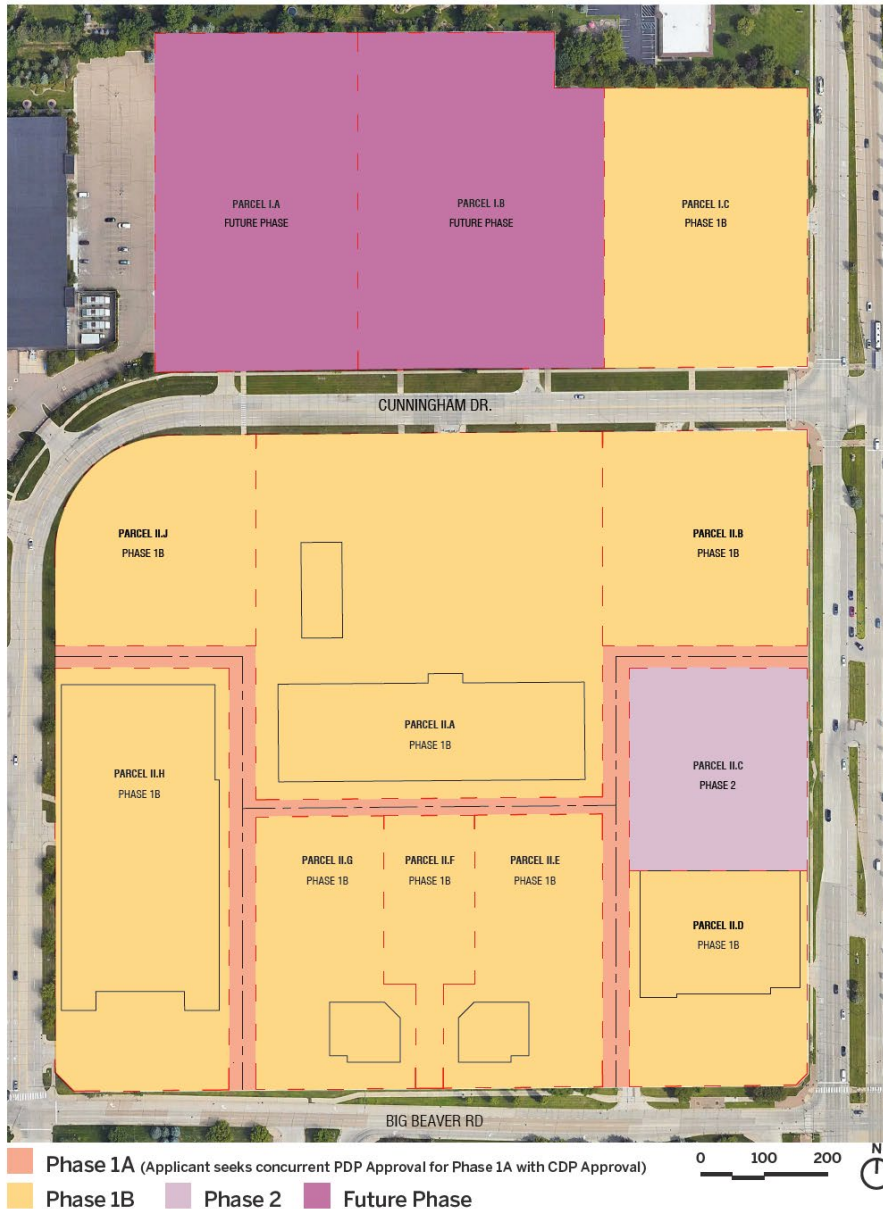 PARCEL I.A
FUTURE PHASE
PARCEL I.B
FUTURE PHASE
PARCEL I.C
PHASE 1B
CUNNINGHAM DR.
PARCEL II.J
PHASE 1B
PARCEL II.B
PHASE 1B
PARCEL II.A
PHASE 1B
PARCEL II.H
PHASE 1B
PARCEL II.C
PHASE 2
PARCEL II.G
PHASE 1B
PARCEL II.F
PHASE 1B
PARCEL II.E
PHASE 1B
PARCEL II.D
PHASE 1B
BIG BEAVER RD
Phase 1A (Applicant seeks concurrent PDP Approval for Phase 1A with CDP Approval)
0 100 200
N
Phase 1B
Phase 2
Future Phase